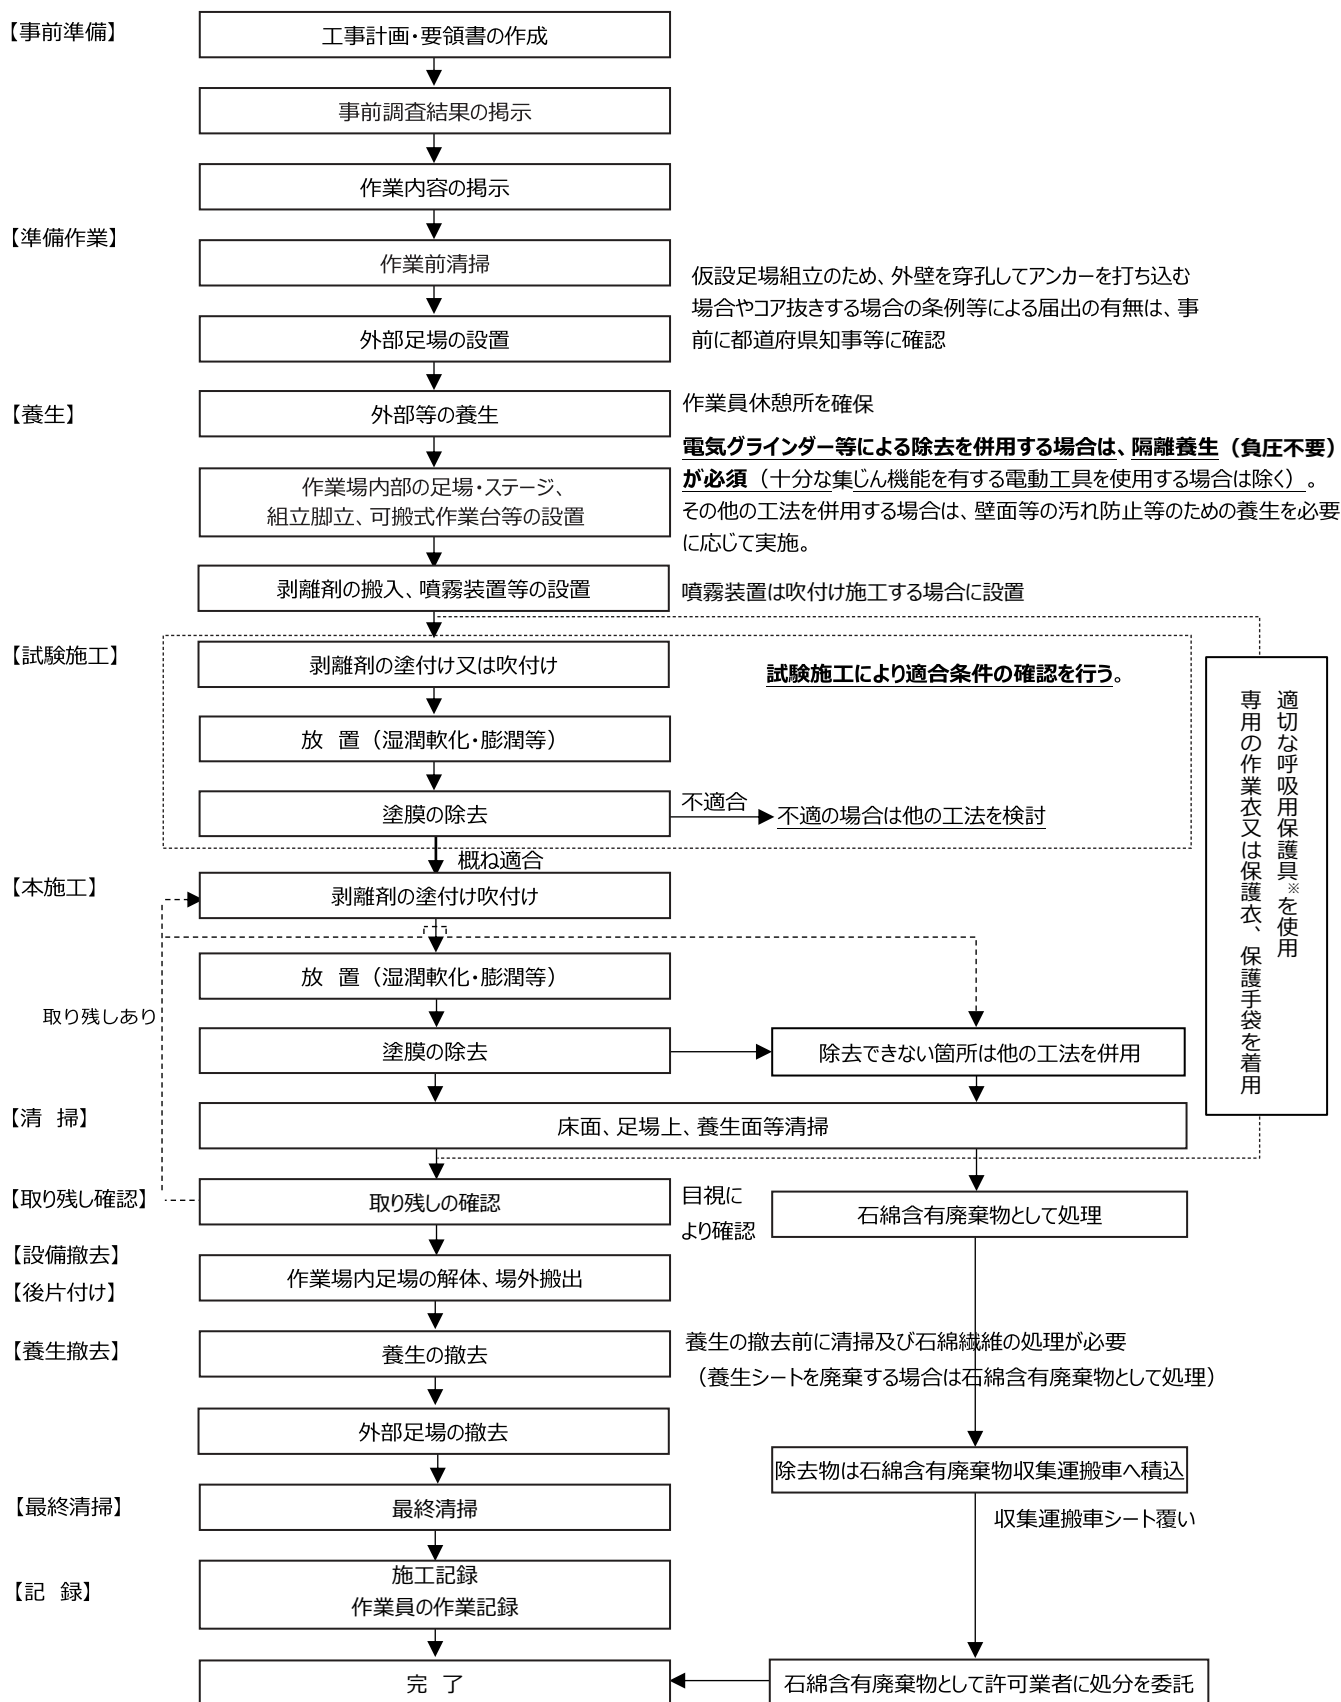 【事前準備】
工事計画・要領書の作成
事前調査結果の掲示
作業内容の掲示
【準備作業】
作業前清掃
仮設足場組立のため、外壁を穿孔してアンカーを打ち込む
場合やコア抜きする場合の条例等による届出の有無は、事
前に都道府県知事等に確認
外部足場の設置
【養生】
外部等の養生
作業員休憩所を確保
電気グラインダー等による除去を併用する場合は、隔離養生（負圧不要）
が必須（十分な集じん機能を有する電動工具を使用する場合は除く）。
その他の工法を併用する場合は、壁面等の汚れ防止等のための養生を必要
に応じて実施。
作業場内部の足場・ステージ、
組立脚立、可搬式作業台等の設置
剥離剤の搬入、噴霧装置等の設置
噴霧装置は吹付け施工する場合に設置
【試験施工】
剥離剤の塗付け又は吹付け
試験施工により適合条件の確認を行う。
放　置（湿潤軟化・膨潤等）
塗膜の除去
不適合
不適の場合は他の工法を検討
概ね適合
適切な呼吸用保護具※を使用
専用の作業衣又は保護衣、保護手袋を着用
【本施工】
剥離剤の塗付け吹付け
放　置（湿潤軟化・膨潤等）
取り残しあり
塗膜の除去
除去できない箇所は他の工法を併用
【清　掃】
床面、足場上、養生面等清掃
【取り残し確認】
取り残しの確認
目視に
より確認
石綿含有廃棄物として処理
【設備撤去】
【後片付け】
作業場内足場の解体、場外搬出
【養生撤去】
養生の撤去
養生の撤去前に清掃及び石綿繊維の処理が必要
（養生シートを廃棄する場合は石綿含有廃棄物として処理）
外部足場の撤去
除去物は石綿含有廃棄物収集運搬車へ積込
【最終清掃】
最終清掃
収集運搬車シート覆い
【記　録】
施工記録
作業員の作業記録
完　了
石綿含有廃棄物として許可業者に処分を委託